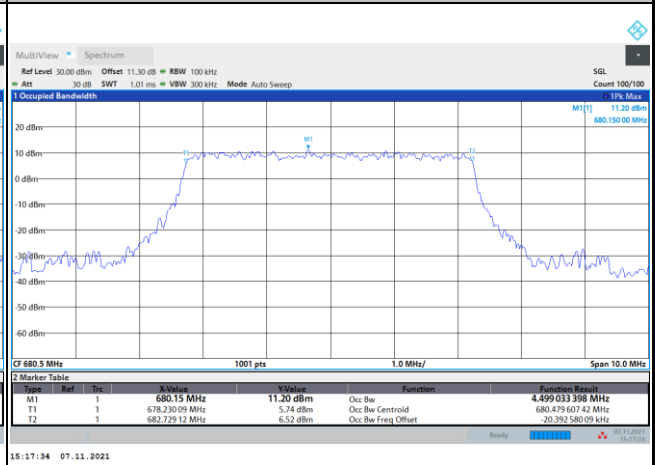 MultiView Spectrum
Ref Level 30.00 dBm Offset 11.30 dB RBW 100 kHz SGL
Att 30 dB SWT 1.01 ms VBW 300 kHz Mode Auto Sweep Count 100/100
1 Occupied Bandwidth 1Pk Max
M1[1] 11.20 dBm
680.15000 MHz
20 dBm
M1
10 dBm
T1
T2
0 dBm
-10 dBm
-20 dBm
-30 dBm
-40 dBm
-50 dBm
-60 dBm
CF 680.5 MHz 1001 pts 1.0 MHz/ Span 10.0 MHz
2 Marker Table
Type Ref Trc X-Value Y-Value Function Function Result
M1 1 680.15 MHz 11.20 dBm Occ Bw 4.499 033 398 MHz
T1 1 678.230 09 MHz 5.74 dBm Occ Bw Centroid 680.479 607 42 MHz
T2 1 682.729 12 MHz 6.52 dBm Occ Bw Freq Offset -20.392 580 09 kHz
Ready 07.11.2021
15:17:33
15:17:34 07.11.2021